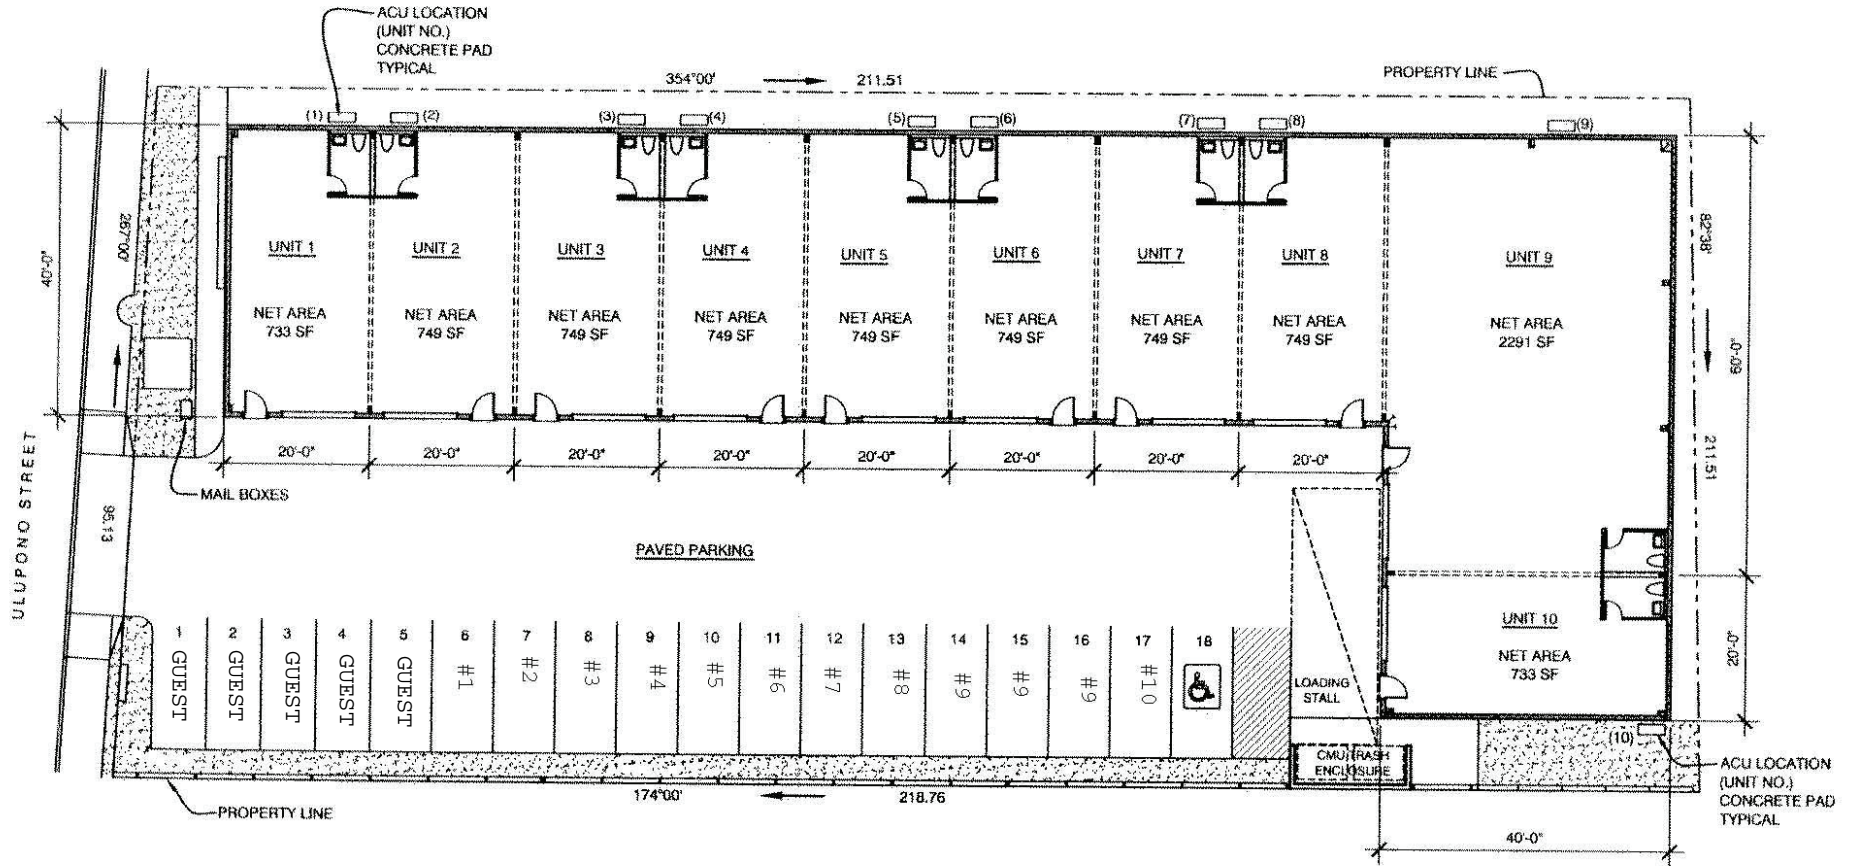 ACU LOCATION
(UNIT NO.)
CONCRETE PAD
TYPICAL
354°00'
211.51
PROPERTY LINE
(1)
(2)
(3)
(4)
(5)
(6)
(7)
(8)
(9)
40'-0"
267°00'
82°38'
UNIT 1
UNIT 2
UNIT 3
UNIT 4
UNIT 5
UNIT 6
UNIT 7
UNIT 8
UNIT 9
NET AREA
733 SF
NET AREA
749 SF
NET AREA
749 SF
NET AREA
749 SF
NET AREA
749 SF
NET AREA
749 SF
NET AREA
749 SF
NET AREA
749 SF
NET AREA
2291 SF
60'-0"
20'-0"
20'-0"
20'-0"
20'-0"
20'-0"
20'-0"
20'-0"
20'-0"
211.51
MAIL BOXES
ULUPONO STREET
95.13
PAVED PARKING
1 GUEST
2 GUEST
3 GUEST
4 GUEST
5 GUEST
6 #1
7 #2
8 #3
9 #4
10 #5
11 #6
12 #7
13 #8
14 #9
15 #9
16 #9
17 #10
18
LOADING
STALL
UNIT 10
NET AREA
733 SF
20'-0"
(10)
CMU TRASH
ENCLOSURE
ACU LOCATION
(UNIT NO.)
CONCRETE PAD
TYPICAL
174°00'
218.76
PROPERTY LINE
40'-0"